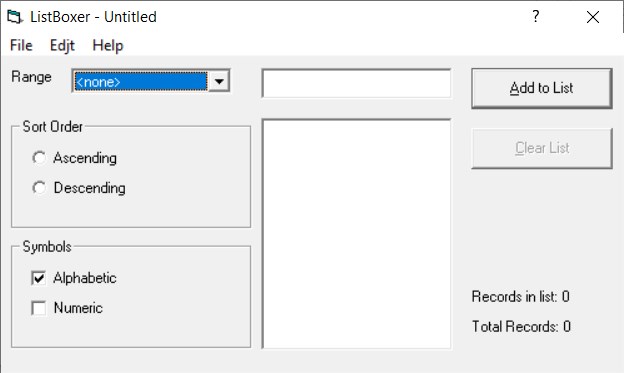 ListBoxer - Untitled
File Edjt Help
Range <none> Add to List
Sort Order
Ascending
Descending
Clear List
Symbols
Alphabetic
Numeric
Records in list: 0
Total Records: 0